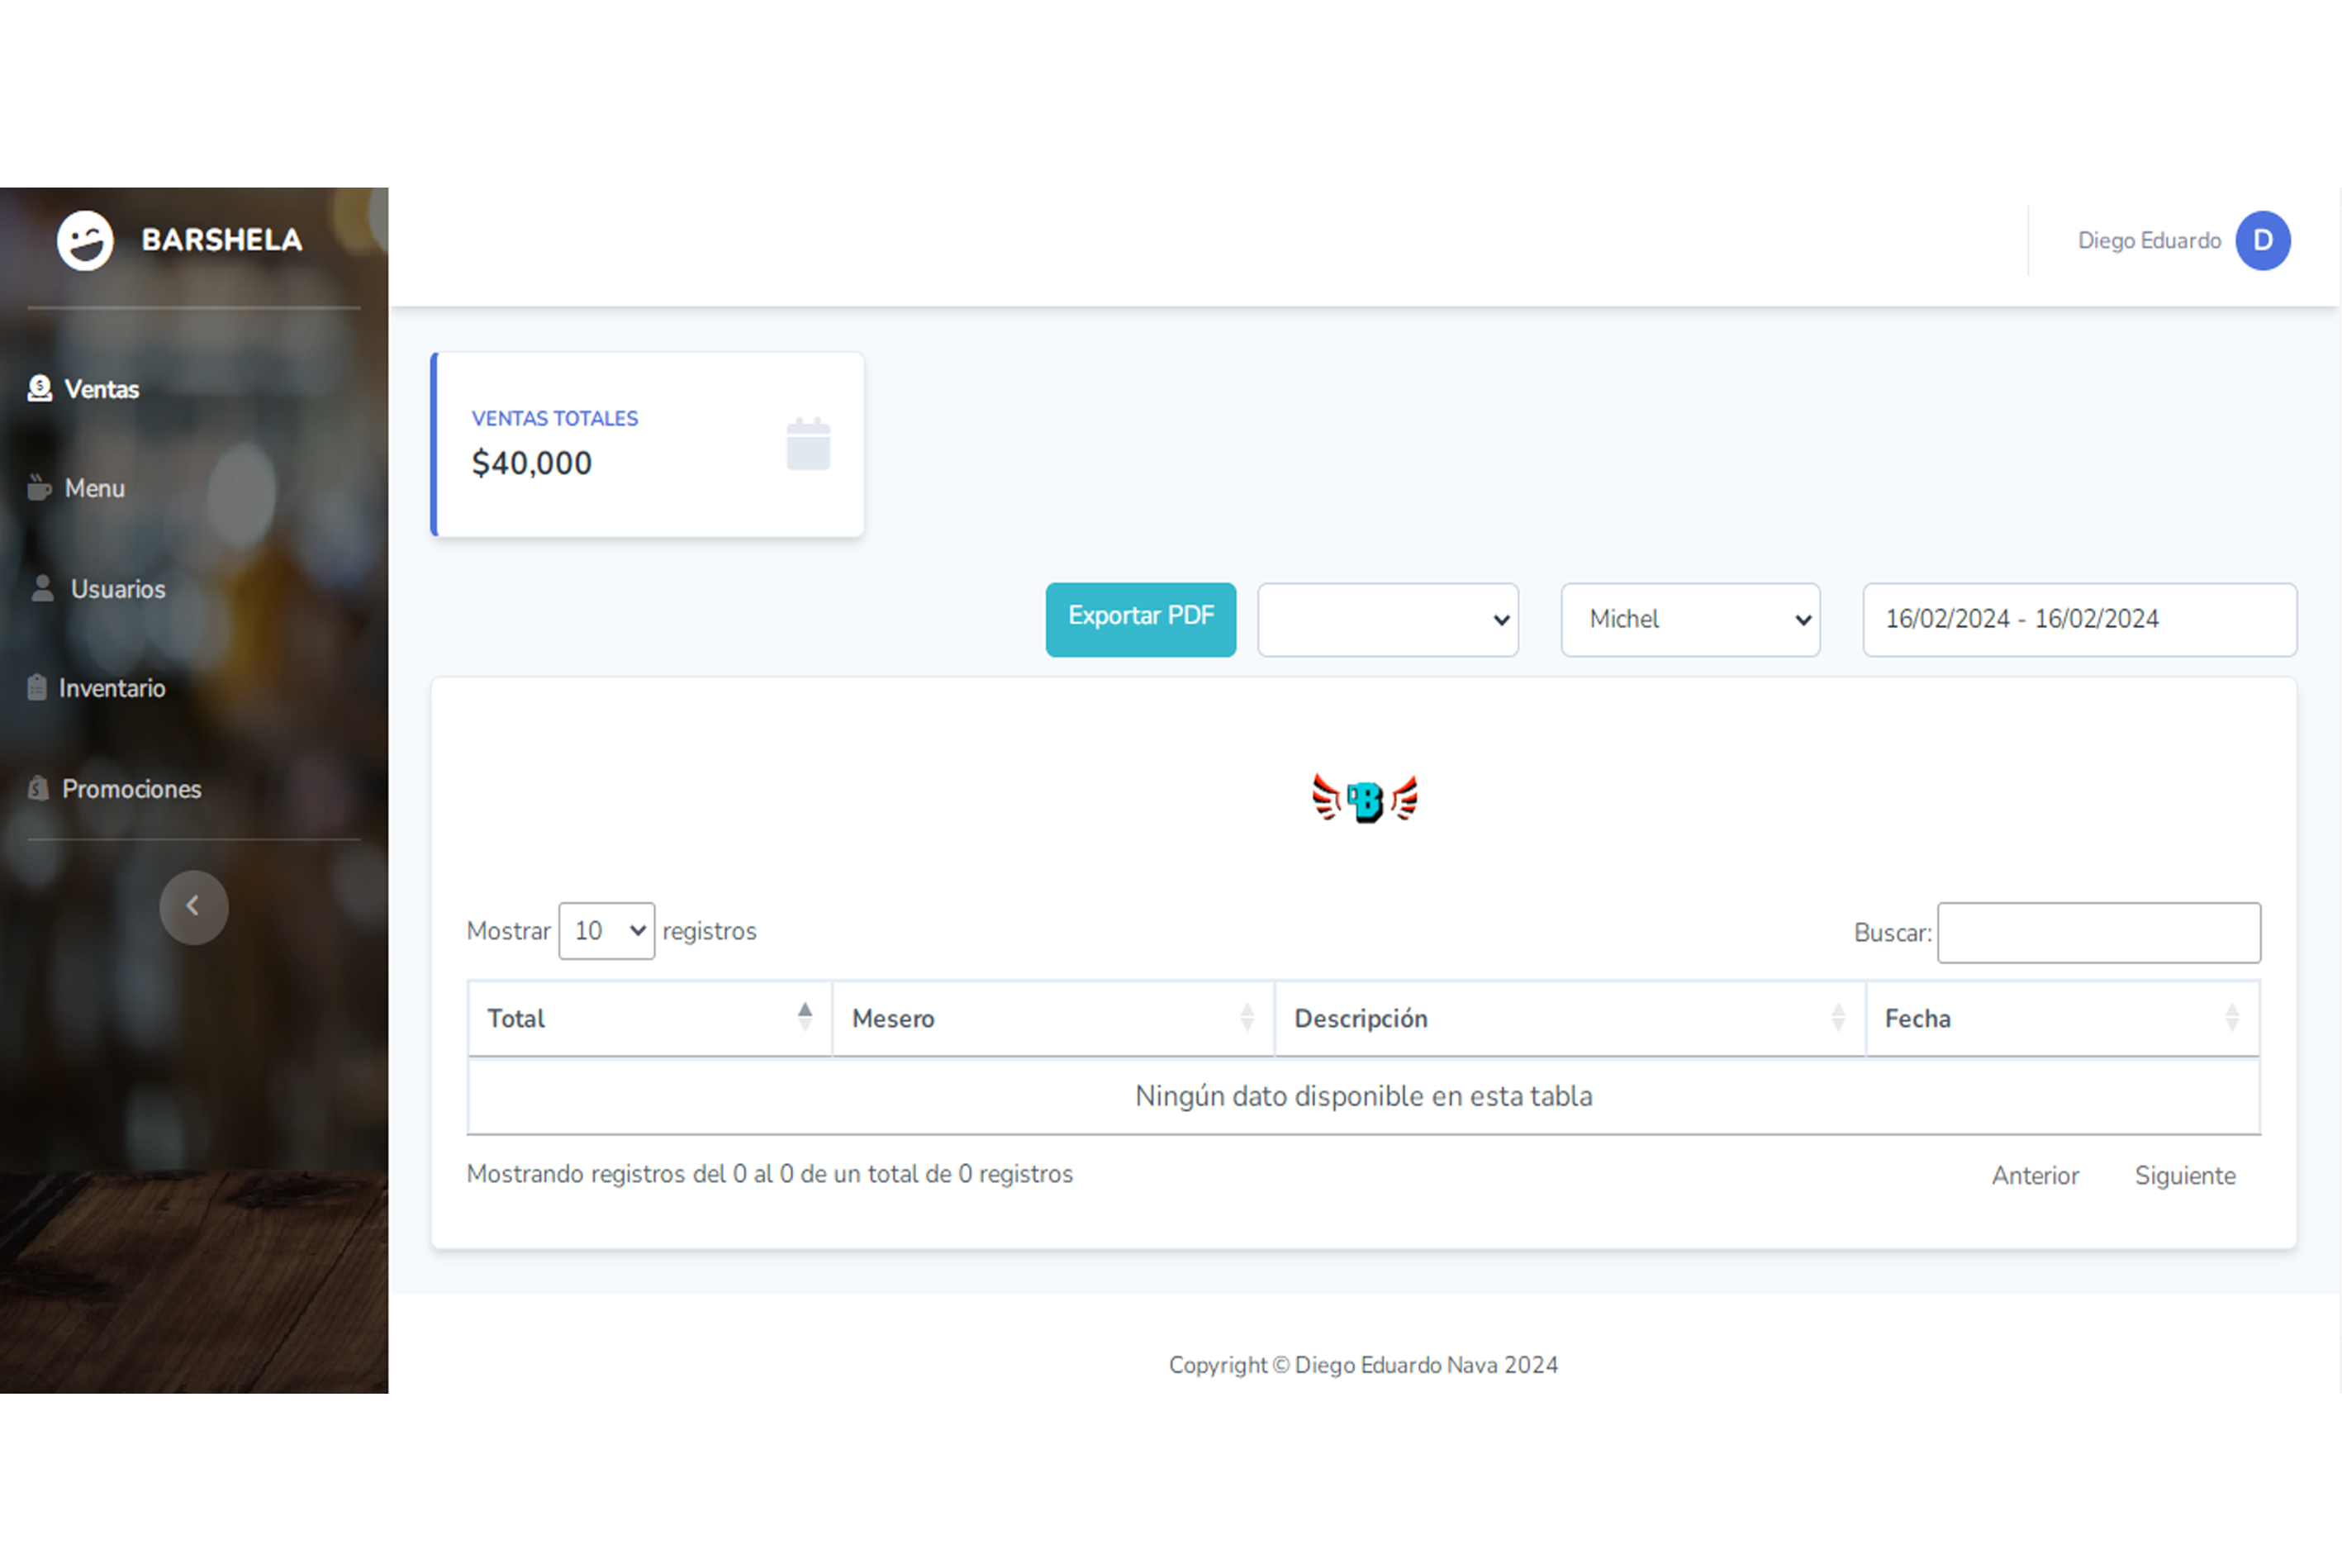 BARSHELA
Diego Eduardo D
Ventas
Menu
Usuarios
Inventario
Promociones
VENTAS TOTALES
$40,000
Exportar PDF
Michel
16/02/2024 - 16/02/2024
B
Mostrar 10 registros
Buscar:
Total Mesero Descripción Fecha
Ningún dato disponible en esta tabla
Mostrando registros del 0 al 0 de un total de 0 registros
Anterior Siguiente
Copyright © Diego Eduardo Nava 2024